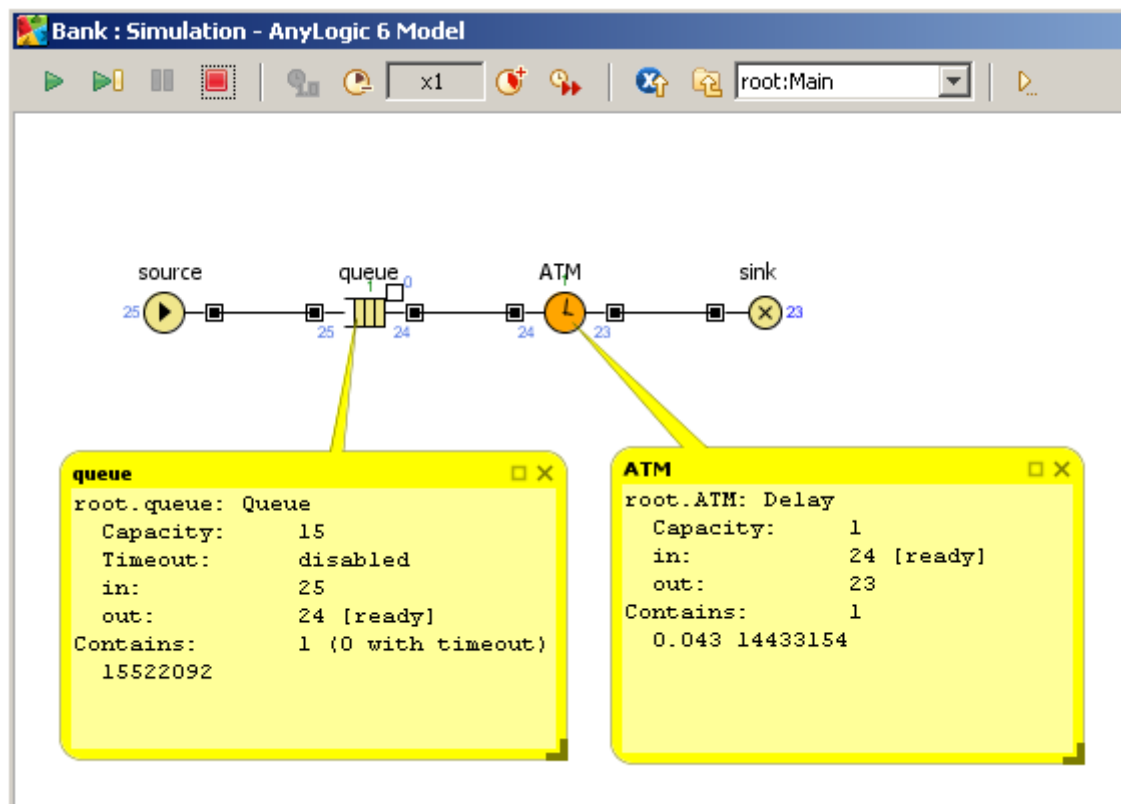 Bank : Simulation - AnyLogic 6 Model
x1 root:Main
source queue ATM sink
1 0 1
25 23
25 24 24 23
queue
root.queue: Queue
Capacity: 15
Timeout: disabled
in: 25
out: 24 [ready]
Contains: 1 (0 with timeout)
15522092
ATM
root.ATM: Delay
Capacity: 1
in: 24 [ready]
out: 23
Contains: 1
0.043 14433154